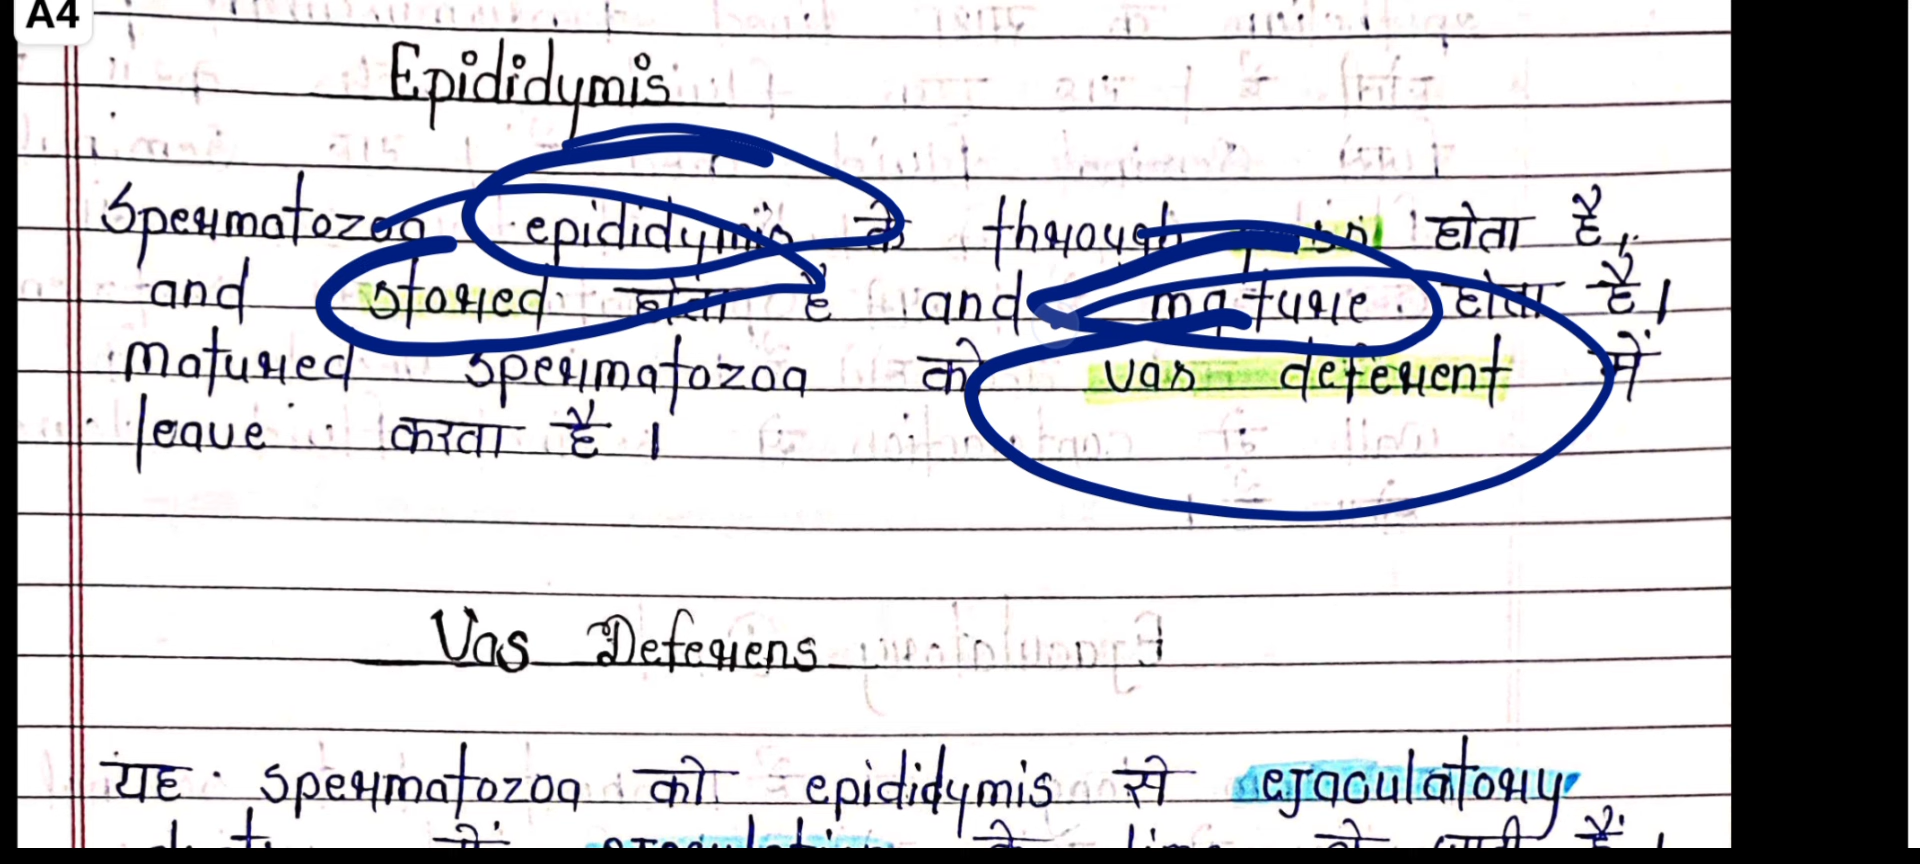 A4
Epididymis
Spermatozoa epididymis के through होता है,
and stored होता है and mature होता है।
matured spermatozoa को vas deferent में
leave करता है।
Vas Deferens
यह spermatozoa को epididymis से ejaculatory